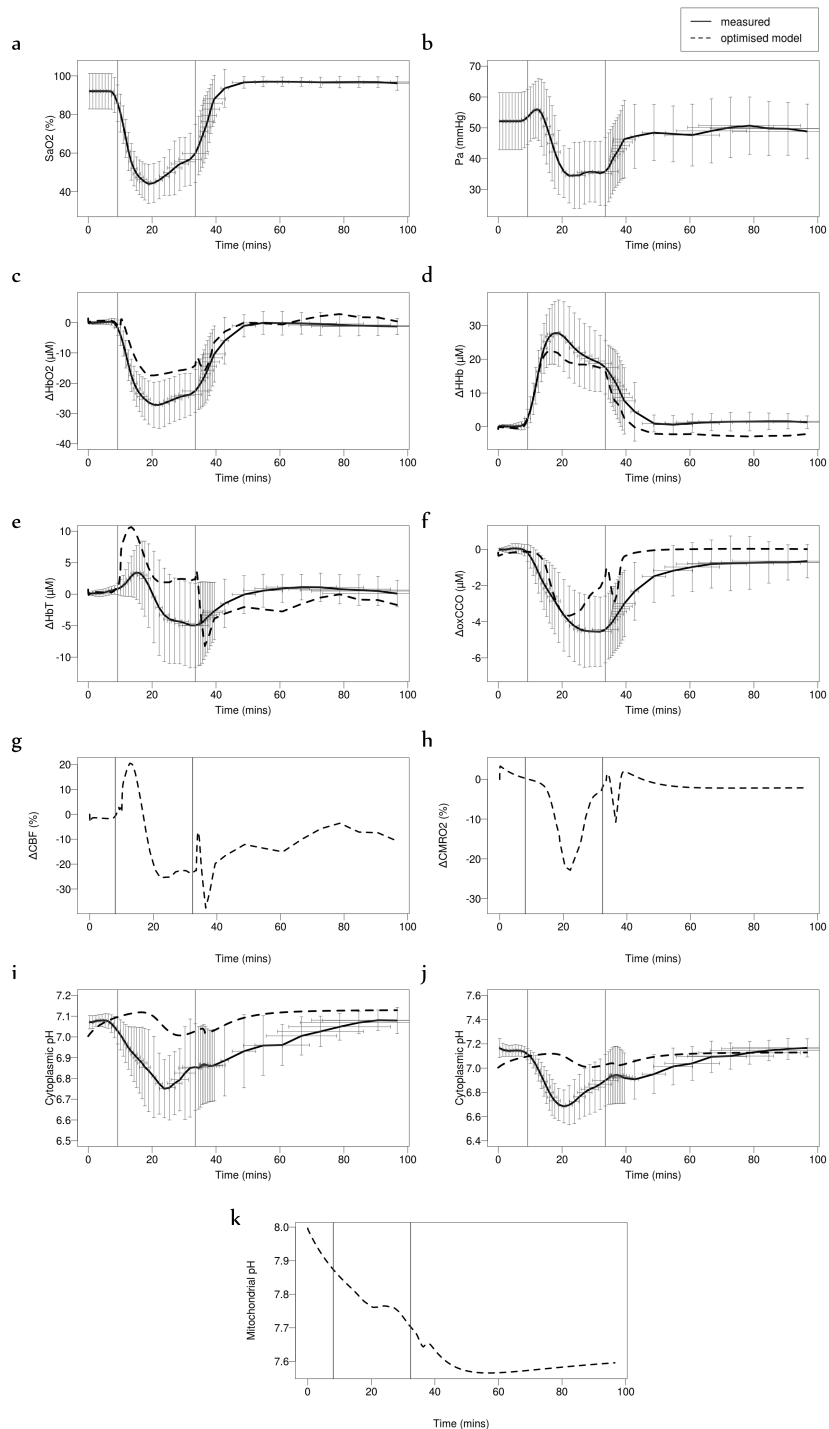 measured
optimised model
a
SaO2 (%)
100
80
60
40
0 20 40 60 80 100
Time (mins)
b
Pa (mmHg)
70
60
50
40
30
0 20 40 60 80 100
Time (mins)
c
ΔHbO2 (µM)
0
-10
-20
-30
-40
0 20 40 60 80 100
Time (mins)
d
ΔHHb (µM)
30
20
10
0
0 20 40 60 80 100
Time (mins)
e
ΔHbT (µM)
10
5
0
-5
-10
0 20 40 60 80 100
Time (mins)
f
ΔoxCCO (µM)
0
-2
-4
-6
0 20 40 60 80 100
Time (mins)
g
ΔCBF (%)
20
10
0
-10
-20
-30
0 20 40 60 80 100
Time (mins)
h
ΔCMRO2 (%)
0
-10
-20
-30
0 20 40 60 80 100
Time (mins)
i
Cytoplasmic pH
7.2
7.1
7.0
6.9
6.8
6.7
6.6
6.5
0 20 40 60 80 100
Time (mins)
j
Cytoplasmic pH
7.6
7.4
7.2
7.0
6.8
6.6
6.4
0 20 40 60 80 100
Time (mins)
k
Mitochondrial pH
8.0
7.9
7.8
7.7
7.6
0 20 40 60 80 100
Time (mins)